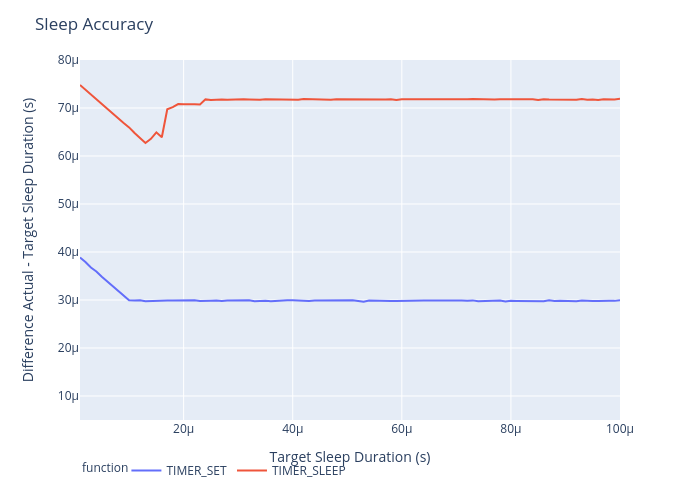 Sleep Accuracy
Difference Actual - Target Sleep Duration (s)
80μ
70μ
60μ
50μ
40μ
30μ
20μ
10μ
20μ
40μ
60μ
80μ
100μ
Target Sleep Duration (s)
function
TIMER_SET
TIMER_SLEEP